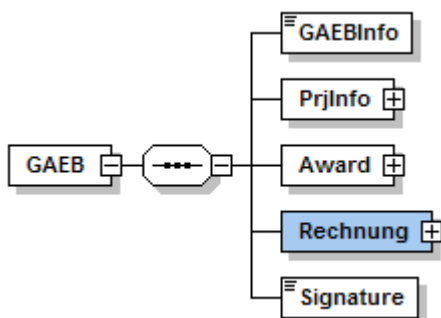 GAEBInfo
PrjInfo
GAEB
Award
Rechnung
Signature